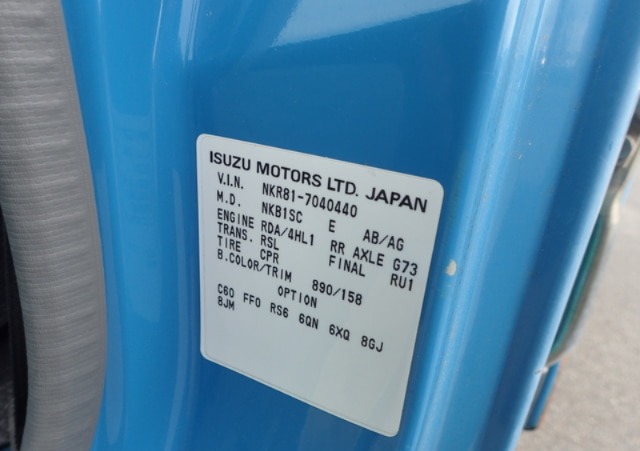 ISUZU MOTORS LTD. JAPAN
V.I.N. NKR81-7040440
M.D. NKB1SC E AB/AG
ENGINE RDA/4HL1 RR AXLE G73
TRANS. RSL FINAL RU1
TIRE CPR
B.COLOR/TRIM 890/158
OPTION
C60 FF0 RS6 6QN 6XQ 8GJ
8JM